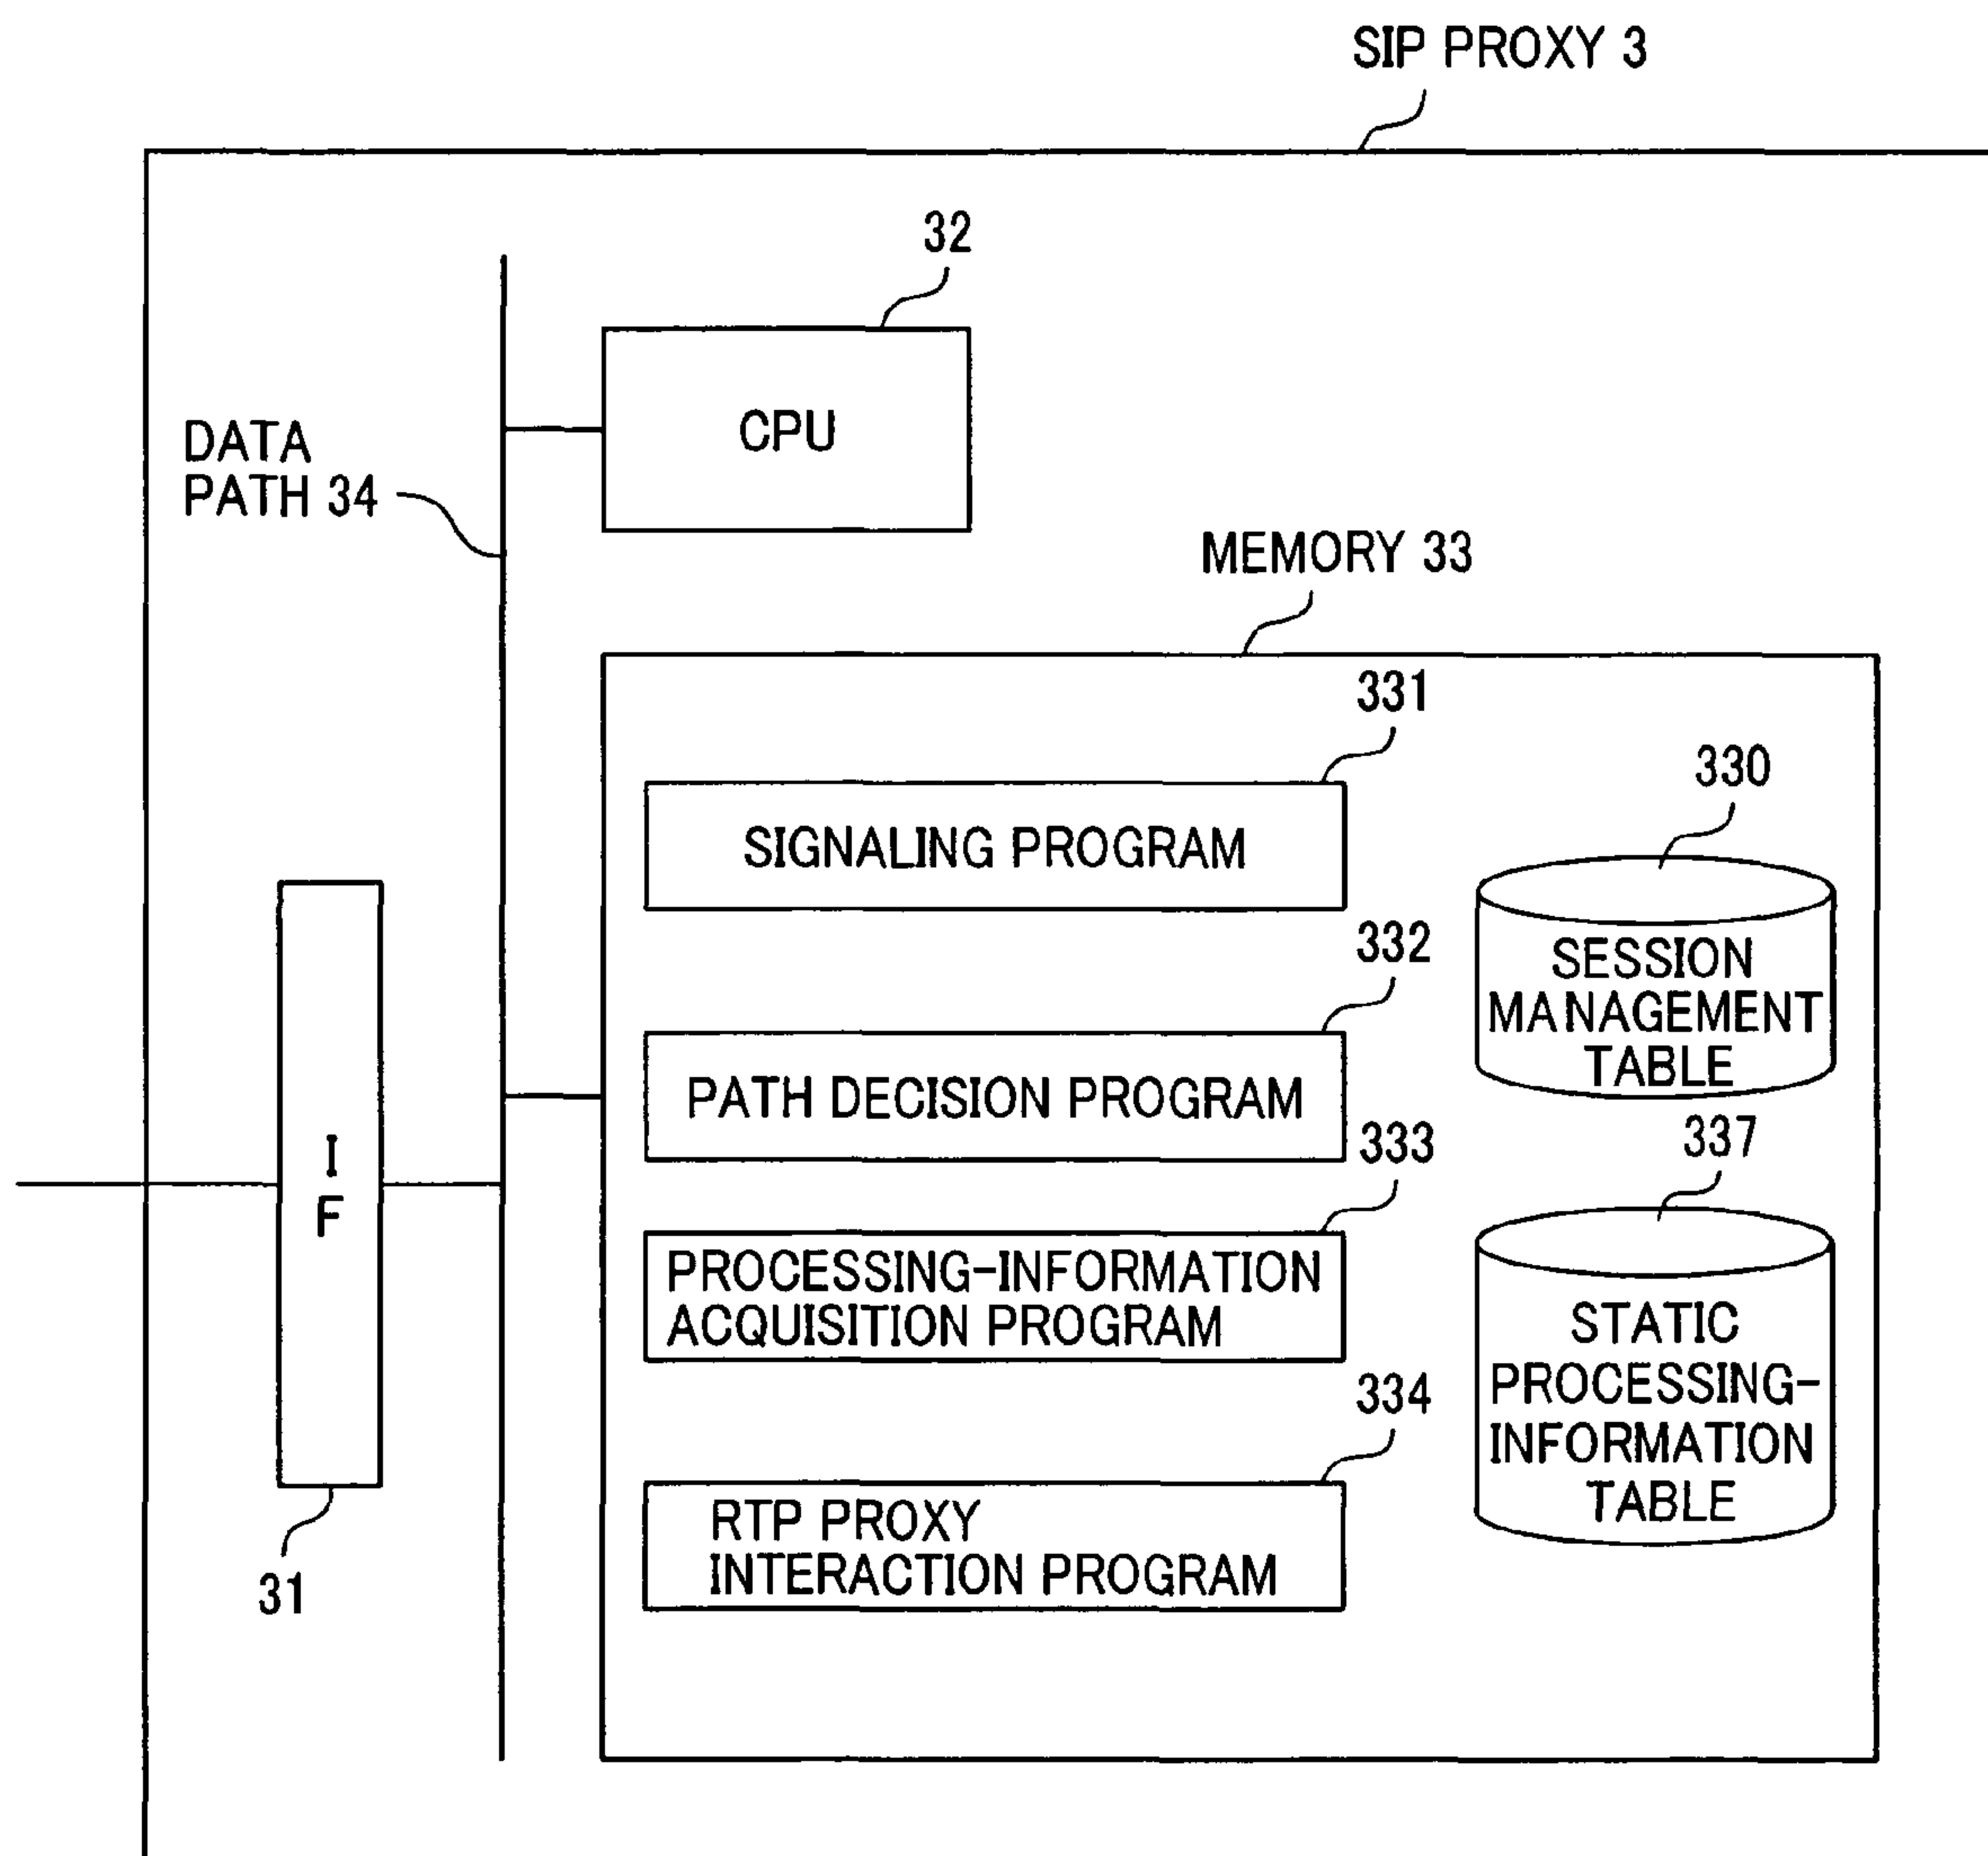 SIP PROXY 3
32
CPU
DATA
PATH 34
MEMORY 33
331
SIGNALING PROGRAM
330
SESSION
MANAGEMENT
TABLE
332
PATH DECISION PROGRAM
333
PROCESSING-INFORMATION
ACQUISITION PROGRAM
337
STATIC
PROCESSING-
INFORMATION
TABLE
334
RTP PROXY
INTERACTION PROGRAM
I
F
31